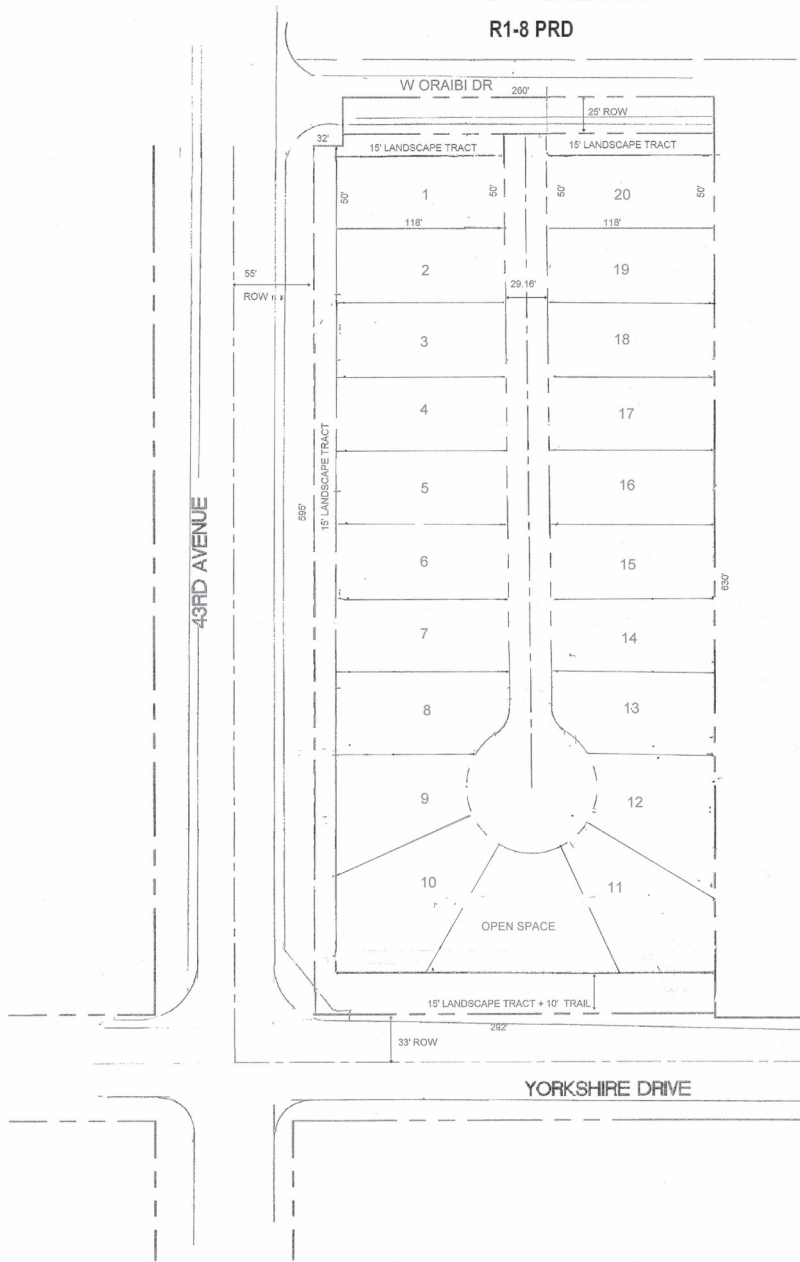 R1-8 PRD
W ORAIBI DR
260'
25' ROW
32'
15' LANDSCAPE TRACT
15' LANDSCAPE TRACT
50'
1
50'
50'
20
50'
118'
118'
55'
ROW
2
29.16'
19
3
18
4
17
15' LANDSCAPE TRACT
595'
43RD AVENUE
5
16
6
15
630'
7
14
8
13
9
12
10
11
OPEN SPACE
15' LANDSCAPE TRACT + 10' TRAIL
292'
33' ROW
YORKSHIRE DRIVE